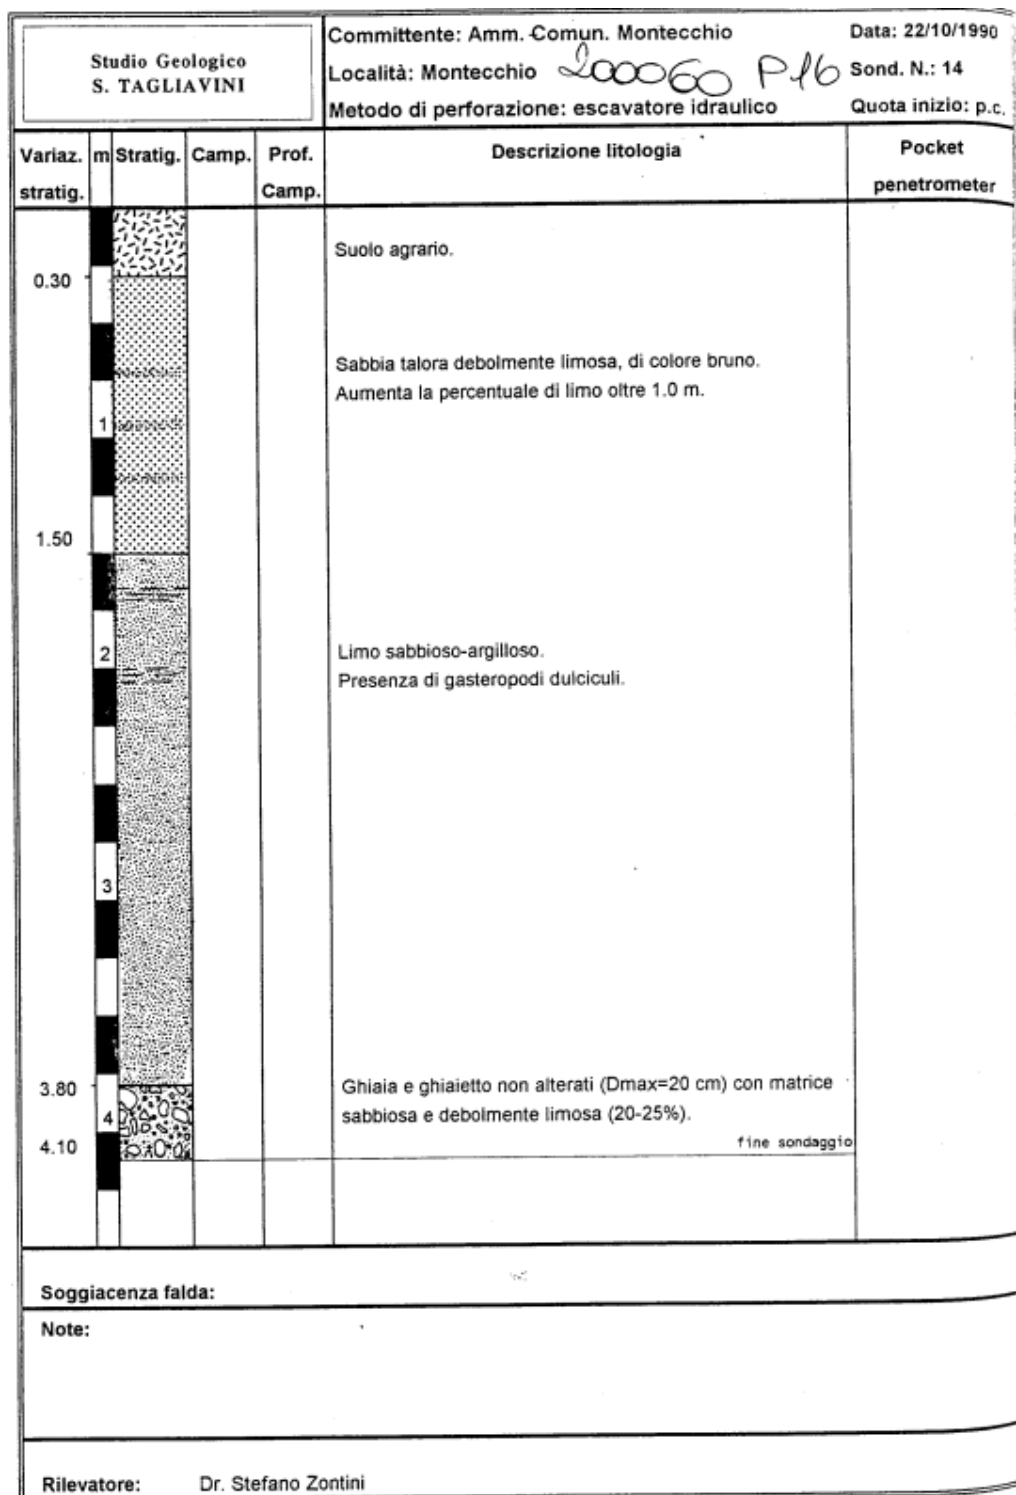 Studio Geologico
S. TAGLIAVINI
Committente: Amm. Comun. Montecchio
Data: 22/10/1990
Località: Montecchio 200060 P16
Sond. N.: 14
Metodo di perforazione: escavatore idraulico
Quota inizio: p.c.
Variaz. stratig.
m
Stratig.
Camp.
Prof. Camp.
Descrizione litologia
Pocket penetrometer
Suolo agrario.
0.30
Sabbia talora debolmente limosa, di colore bruno.
Aumenta la percentuale di limo oltre 1.0 m.
1
1.50
2
Limo sabbioso-argilloso.
Presenza di gasteropodi dulciculi.
3
3.80
Ghiaia e ghiaietto non alterati (Dmax=20 cm) con matrice
4
sabbiosa e debolmente limosa (20-25%).
4.10
fine sondaggio
Soggiacenza falda:
Note:
Rilevatore: Dr. Stefano Zontini